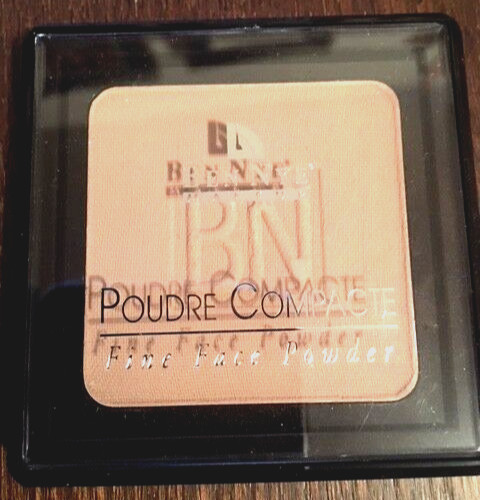 BN
POUDRE COMPACTE
Fine Face Powder